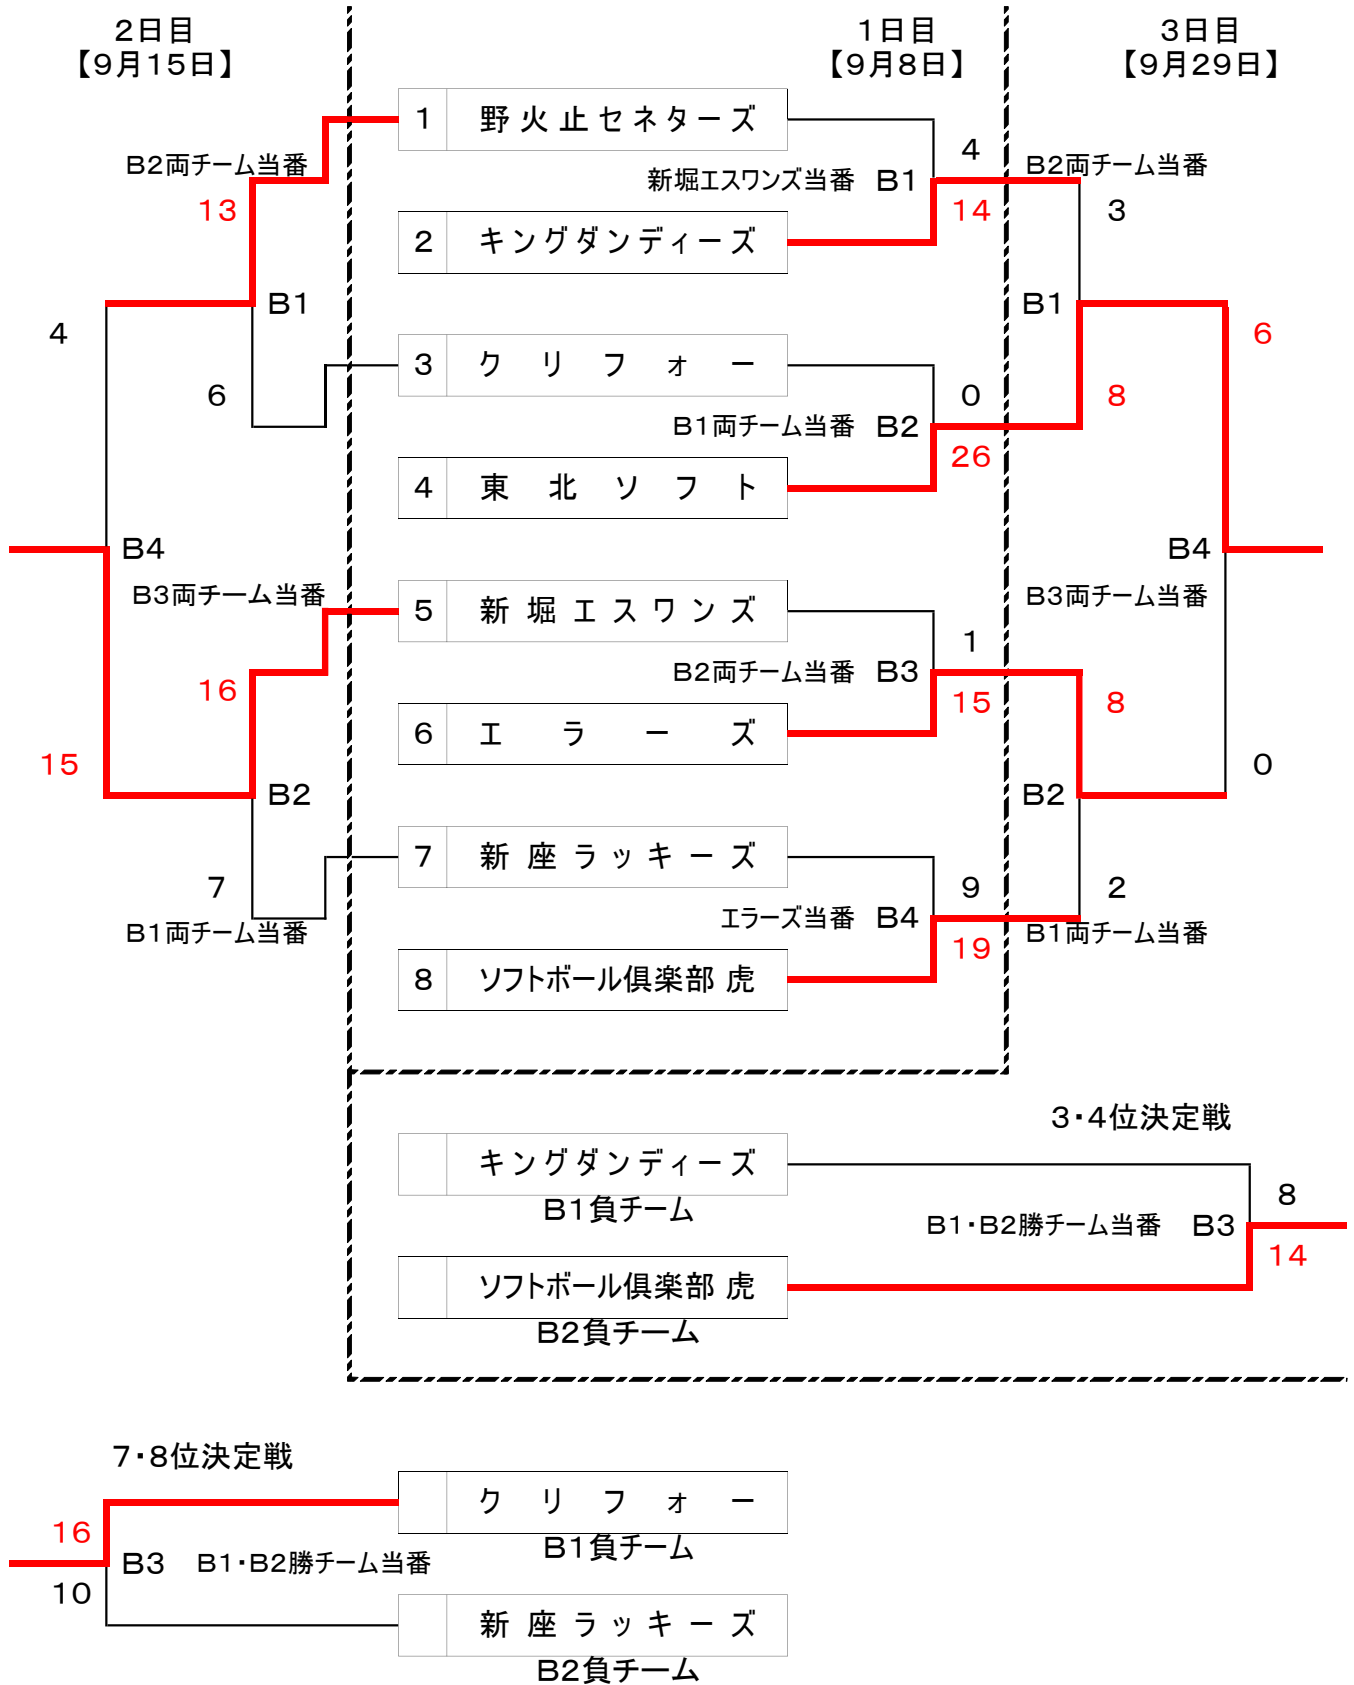 2日目
1日目
3日目
【9月15日】
【9月8日】
【9月29日】
1 野火止セネターズ
4
B2両チーム当番
B2両チーム当番
新堀エスワンズ当番 B1
13
14
3
2 キングダンディーズ
B1
B1
4
6
3 クリフォー
6
0
8
B1両チーム当番 B2
26
4 東北ソフト
B4
B4
B3両チーム当番
B3両チーム当番
5 新堀エスワンズ
1
B2両チーム当番 B3
16
15
8
6 エラーズ
15
0
B2
B2
7 新座ラッキーズ
7
9
2
エラーズ当番 B4
B1両チーム当番
B1両チーム当番
19
8 ソフトボール倶楽部 虎
3・4位決定戦
キングダンディーズ
8
B1負チーム
B1・B2勝チーム当番 B3
14
ソフトボール倶楽部 虎
B2負チーム
7・8位決定戦
クリフォー
16
B1負チーム
B3 B1・B2勝チーム当番
10
新座ラッキーズ
B2負チーム